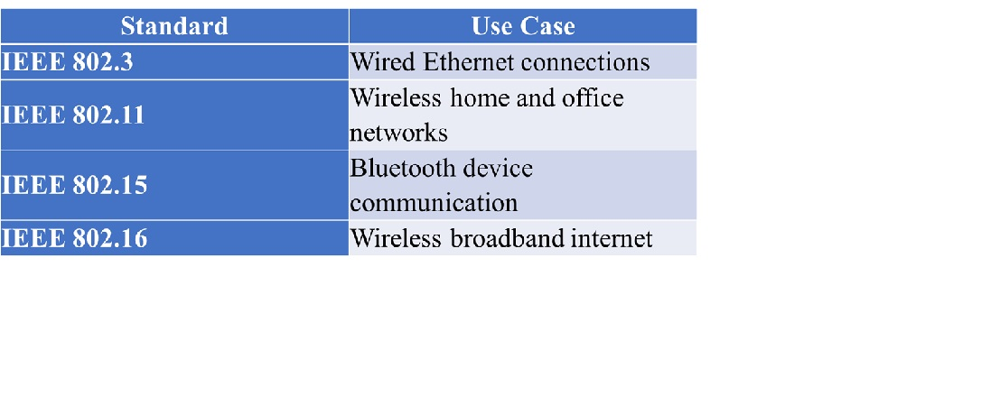 Standard Use Case
IEEE 802.3 Wired Ethernet connections
IEEE 802.11 Wireless home and office
networks
IEEE 802.15 Bluetooth device
communication
IEEE 802.16 Wireless broadband internet